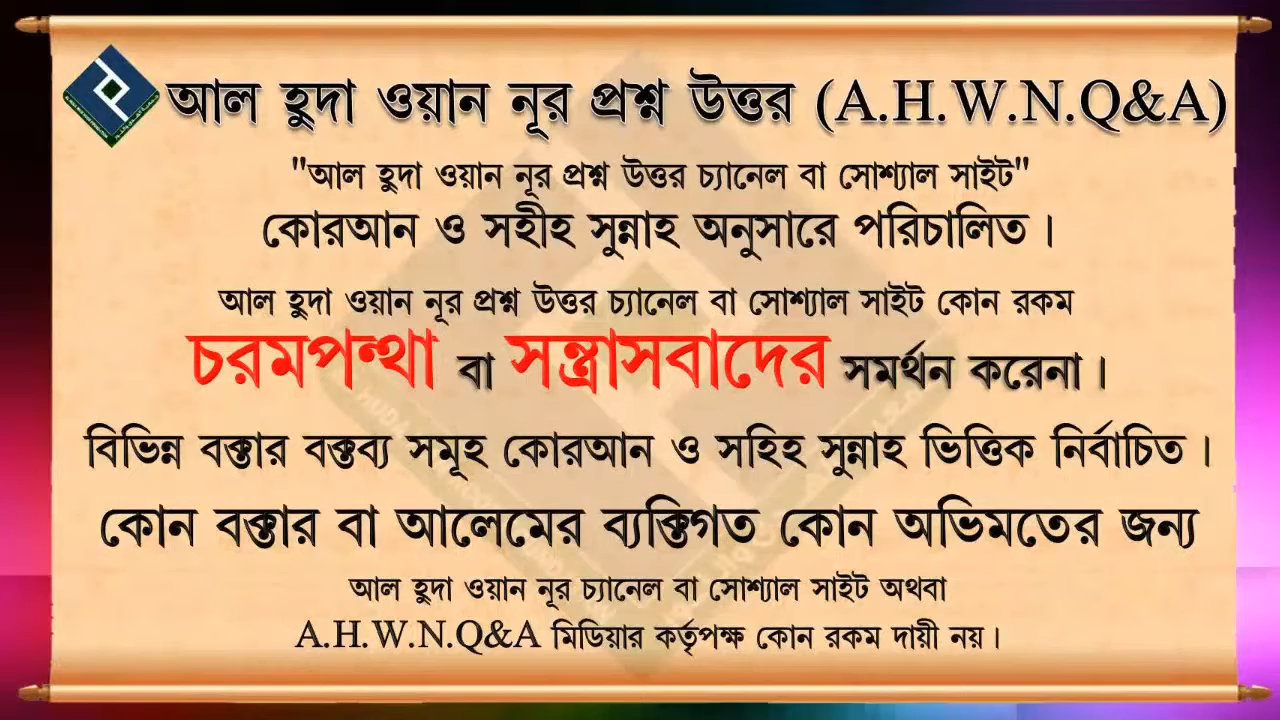 আল হুদা ওয়ান নূর প্রশ্ন উত্তর (A.H.W.N.Q&A)
"আল হুদা ওয়ান নূর প্রশ্ন উত্তর চ্যানেল বা সোশ্যাল সাইট"
কোরআন ও সহীহ সুন্নাহ অনুসারে পরিচালিত।
আল হুদা ওয়ান নূর প্রশ্ন উত্তর চ্যানেল বা সোশ্যাল সাইট কোন রকম
চরমপন্থা বা সন্ত্রাসবাদের সমর্থন করেনা।
বিভিন্ন বক্তার বক্তব্য সমূহ কোরআন ও সহিহ সুন্নাহ ভিত্তিক নির্বাচিত।
কোন বক্তার বা আলেমের ব্যক্তিগত কোন অভিমতের জন্য
আল হুদা ওয়ান নূর চ্যানেল বা সোশ্যাল সাইট অথবা
A.H.W.N.Q&A মিডিয়ার কর্তৃপক্ষ কোন রকম দায়ী নয়।